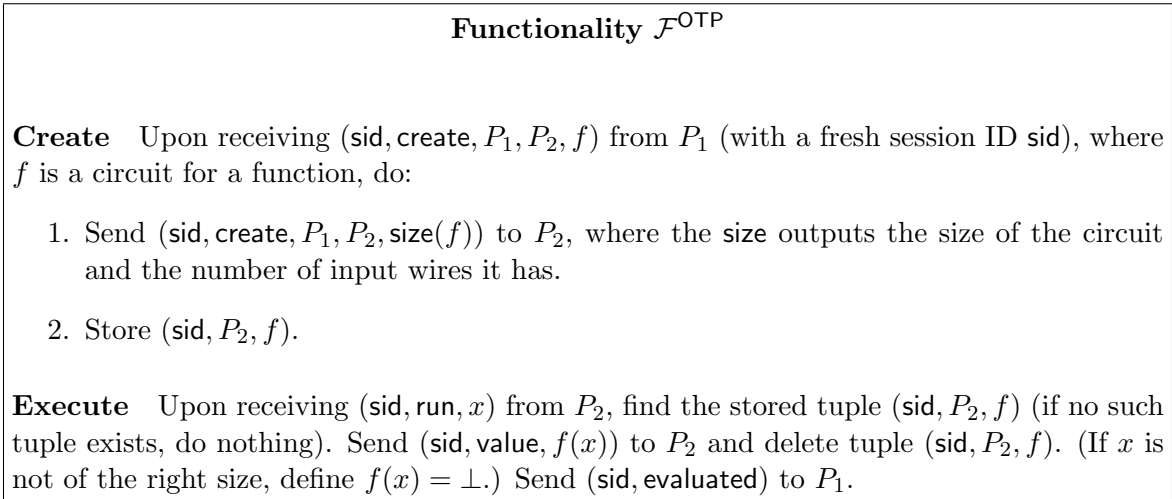 Functionality F^OTP
Create Upon receiving (sid, create, P₁, P₂, f) from P₁ (with a fresh session ID sid), where
f is a circuit for a function, do:
1. Send (sid, create, P₁, P₂, size(f)) to P₂, where the size outputs the size of the circuit
and the number of input wires it has.
2. Store (sid, P₂, f).
Execute Upon receiving (sid, run, x) from P₂, find the stored tuple (sid, P₂, f) (if no such
tuple exists, do nothing). Send (sid, value, f(x)) to P₂ and delete tuple (sid, P₂, f). (If x is
not of the right size, define f(x) = ⊥.) Send (sid, evaluated) to P₁.